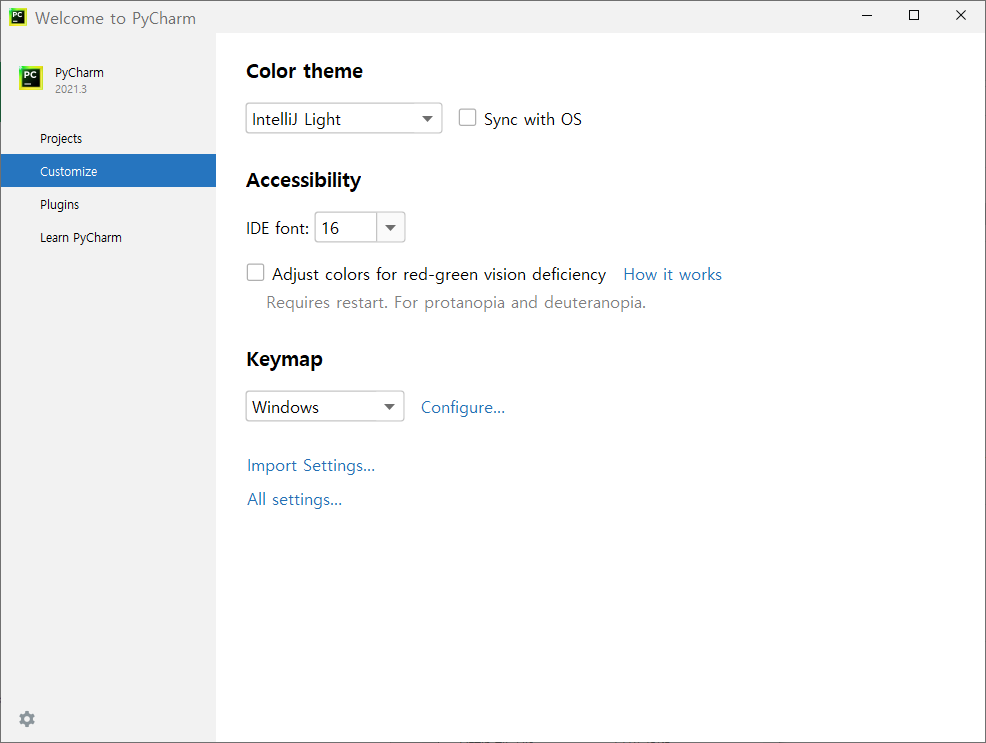 Welcome to PyCharm
PyCharm
2021.3
Projects
Customize
Plugins
Learn PyCharm
Color theme
IntelliJ Light
Sync with OS
Accessibility
IDE font: 16
Adjust colors for red-green vision deficiency How it works
Requires restart. For protanopia and deuteranopia.
Keymap
Windows Configure...
Import Settings...
All settings...